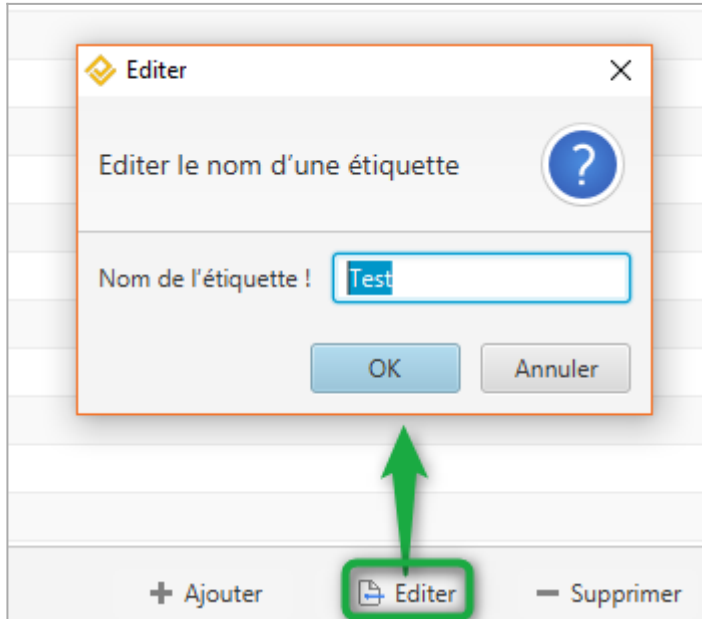 Editer
Editer le nom d’une étiquette
Nom de l'étiquette ! Test
OK Annuler
Ajouter Editer Supprimer